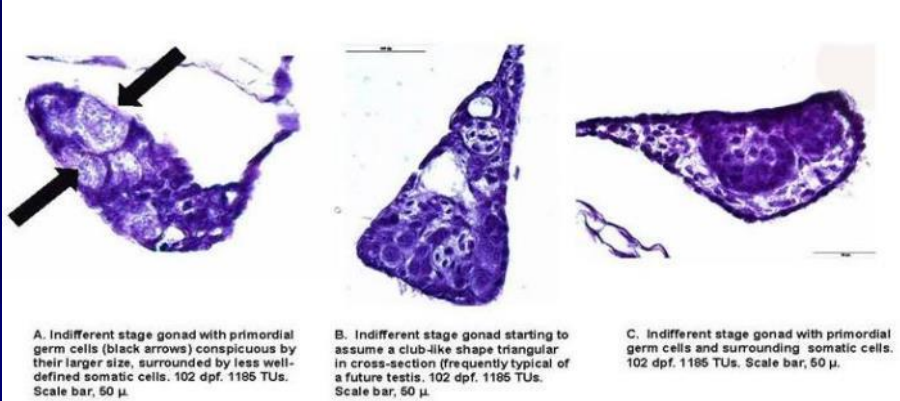 A. Indifferent stage gonad with primordial
germ cells (black arrows) conspicuous by
their larger size, surrounded by less well-
defined somatic cells. 102 dpf. 1185 TUs.
Scale bar, 50 µ.
B. Indifferent stage gonad starting to
assume a club-like shape triangular
in cross-section (frequently typical of
a future testis. 102 dpf. 1185 TUs.
Scale bar, 50 µ.
C. Indifferent stage gonad with primordial
germ cells and surrounding somatic cells.
102 dpf. 1185 TUs. Scale bar, 50 µ.